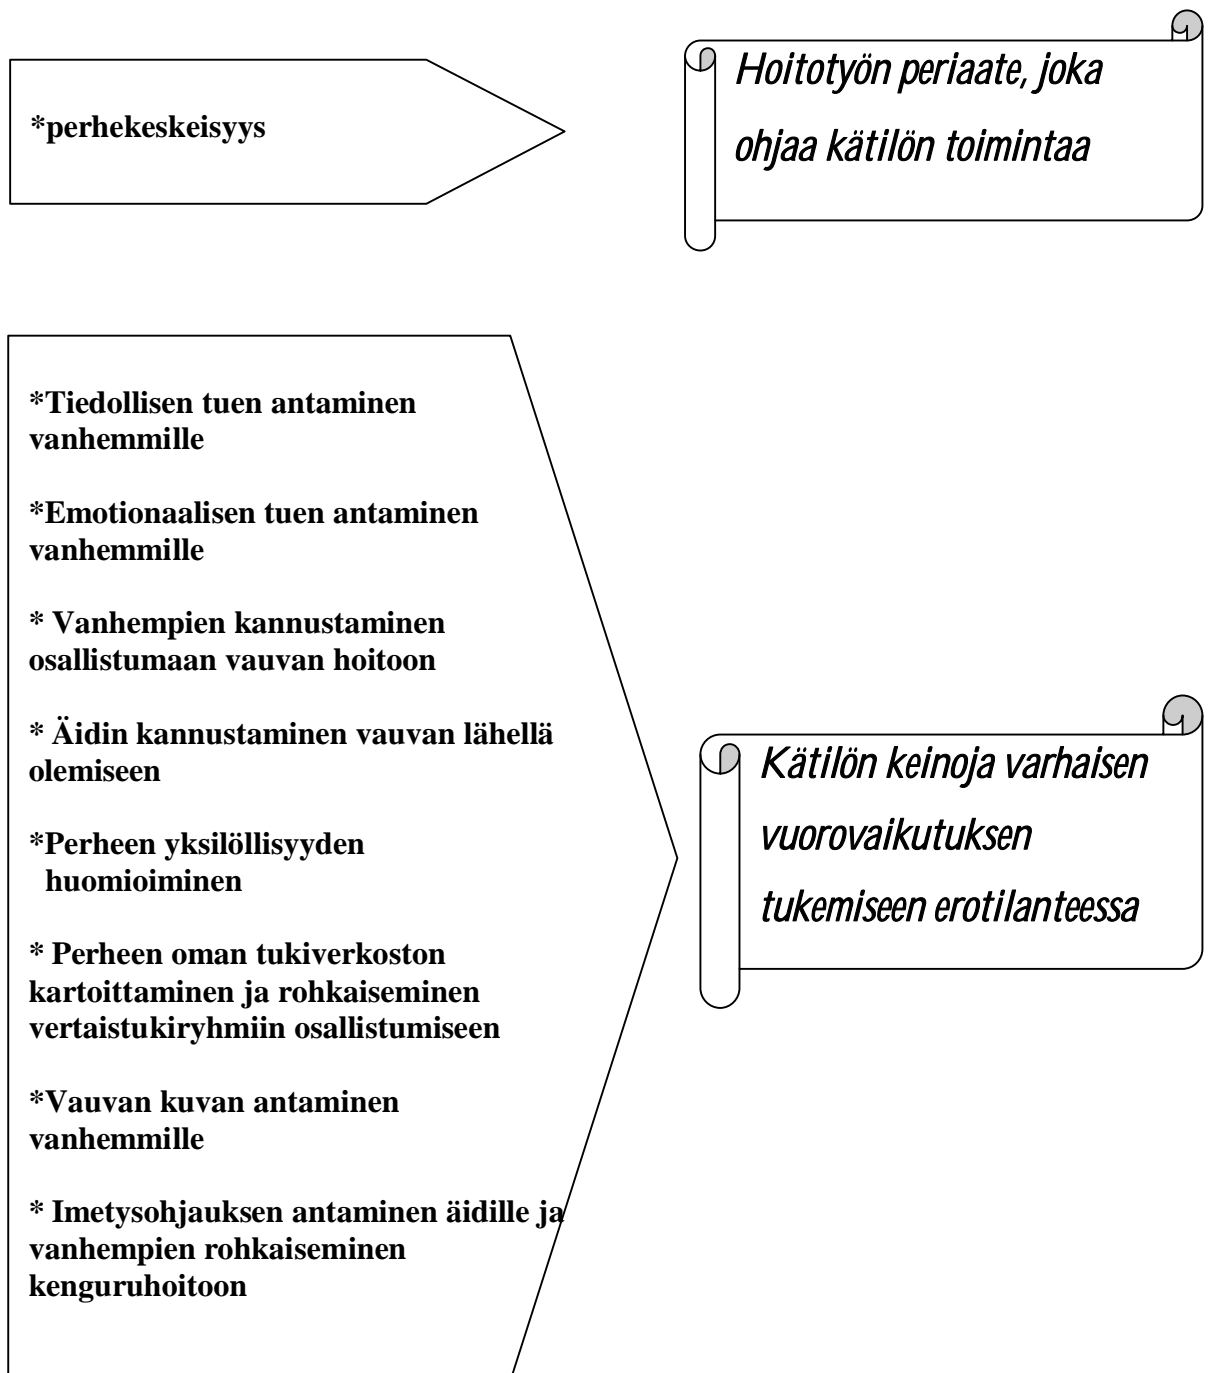 *perhekeskeisyys
Hoitotyön periaate, joka
ohjaa kätilön toimintaa
*Tiedollisen tuen antaminen
vanhemmille
*Emotionaalisen tuen antaminen
vanhemmille
* Vanhempien kannustaminen
osallistumaan vauvan hoitoon
* Äidin kannustaminen vauvan lähellä
olemiseen
*Perheen yksilöllisyyden
huomioiminen
* Perheen oman tukiverkoston
kartoittaminen ja rohkaiseminen
vertaistukiryhmiin osallistumiseen
*Vauvan kuvan antaminen
vanhemmille
* Imetysohjauksen antaminen äidille ja
vanhempien rohkaiseminen
kenguruhoitoon
Kätilön keinoja varhaisen
vuorovaikutuksen
tukemiseen erotilanteessa